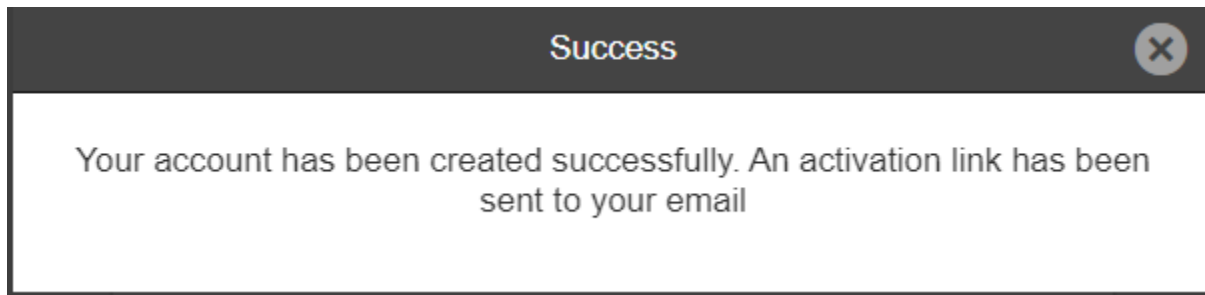 Success
Your account has been created successfully. An activation link has been
sent to your email